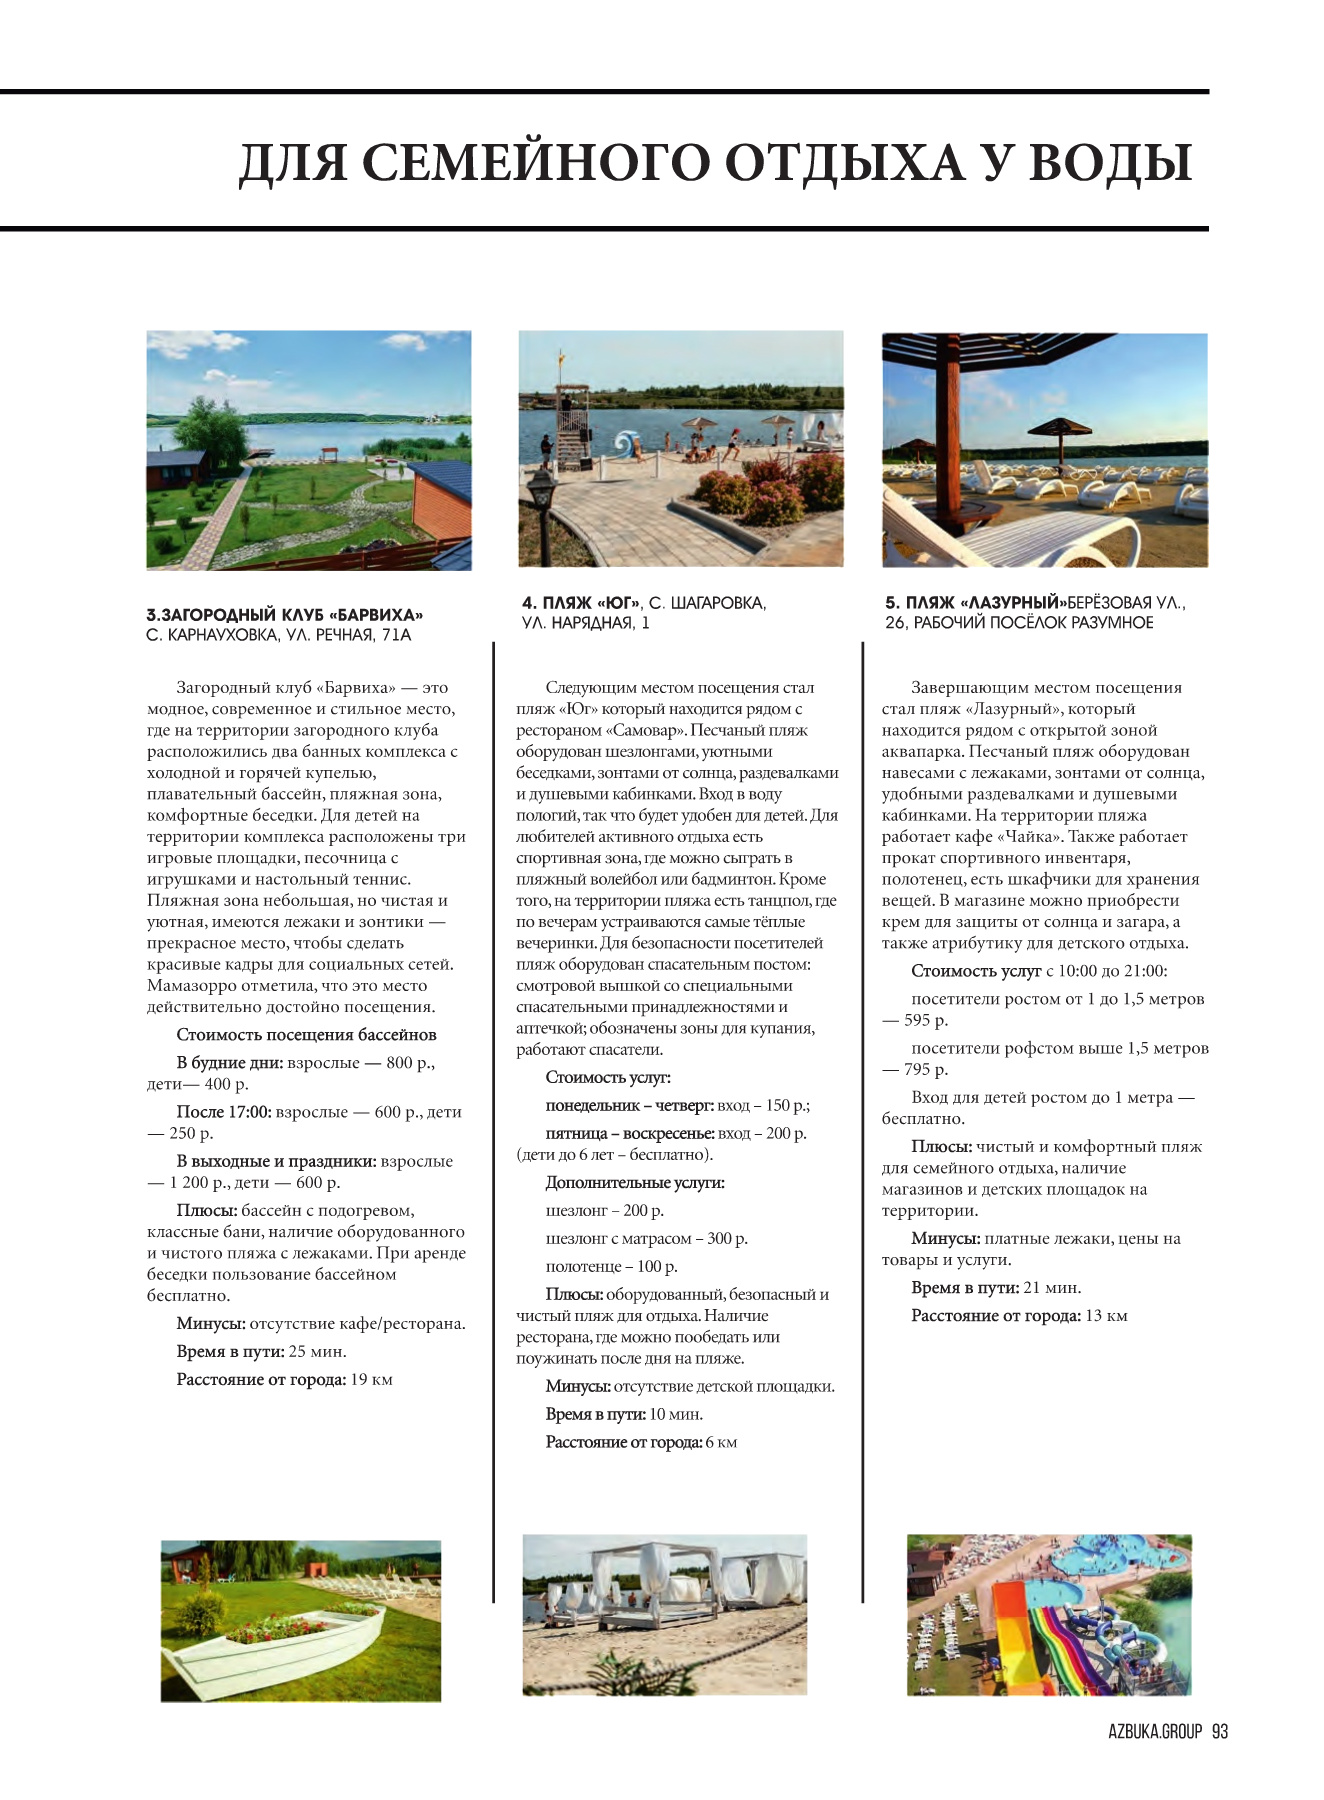 ДЛЯ СЕМЕЙНОГО ОТДЫХА У ВОДЫ
3.ЗАГОРОДНЫЙ КЛУБ «БАРВИХА»
С. КАРНАУХОВКА, УЛ. РЕЧНАЯ, 71А
Загородный клуб «Барвиха» — это
модное, современное и стильное место,
где на территории загородного клуба
расположились два банных комплекса с
холодной и горячей купелью,
плавательный бассейн, пляжная зона,
комфортные беседки. Для детей на
территории комплекса расположены три
игровые площадки, песочница с
игрушками и настольный теннис.
Пляжная зона небольшая, но чистая и
уютная, имеются лежаки и зонтики —
прекрасное место, чтобы сделать
красивые кадры для социальных сетей.
Мамазорро отметила, что это место
действительно достойно посещения.
Стоимость посещения бассейнов
В будние дни: взрослые — 800 р.,
дети— 400 р.
После 17:00: взрослые — 600 р., дети
— 250 р.
В выходные и праздники: взрослые
— 1 200 р., дети — 600 р.
Плюсы: бассейн с подогревом,
классные бани, наличие оборудованного
и чистого пляжа с лежаками. При аренде
беседки пользование бассейном
бесплатно.
Минусы: отсутствие кафе/ресторана.
Время в пути: 25 мин.
Расстояние от города: 19 км
4. ПЛЯЖ «ЮГ», С. ШАГАРОВКА,
УЛ. НАРЯДНАЯ, 1
Следующим местом посещения стал
пляж «Юг» который находится рядом с
рестораном «Самовар». Песчаный пляж
оборудован шезлонгами, уютными
беседками, зонтами от солнца, раздевалками
и душевыми кабинками. Вход в воду
пологий, так что будет удобен для детей. Для
любителей активного отдыха есть
спортивная зона, где можно сыграть в
пляжный волейбол или бадминтон. Кроме
того, на территории пляжа есть танцпол, где
по вечерам устраиваются самые тёплые
вечеринки. Для безопасности посетителей
пляж оборудован спасательным постом:
смотровой вышкой со специальными
спасательными принадлежностями и
аптечкой; обозначены зоны для купания,
работают спасатели.
Стоимость услуг:
понедельник – четверг: вход – 150 р.;
пятница – воскресенье: вход – 200 р.
(дети до 6 лет – бесплатно).
Дополнительные услуги:
шезлонг – 200 р.
шезлонг с матрасом – 300 р.
полотенце – 100 р.
Плюсы: оборудованный, безопасный и
чистый пляж для отдыха. Наличие
ресторана, где можно пообедать или
поужинать после дня на пляже.
Минусы: отсутствие детской площадки.
Время в пути: 10 мин.
Расстояние от города: 6 км
5. ПЛЯЖ «ЛАЗУРНЫЙ»БЕРЁЗОВАЯ УЛ.,
26, РАБОЧИЙ ПОСЁЛОК РАЗУМНОЕ
Завершающим местом посещения
стал пляж «Лазурный», который
находится рядом с открытой зоной
аквапарка. Песчаный пляж оборудован
навесами с лежаками, зонтами от солнца,
удобными раздевалками и душевыми
кабинками. На территории пляжа
работает кафе «Чайка». Также работает
прокат спортивного инвентаря,
полотенец, есть шкафчики для хранения
вещей. В магазине можно приобрести
крем для защиты от солнца и загара, а
также атрибутику для детского отдыха.
Стоимость услуг с 10:00 до 21:00:
посетители ростом от 1 до 1,5 метров
— 595 р.
посетители рофстом выше 1,5 метров
— 795 р.
Вход для детей ростом до 1 метра —
бесплатно.
Плюсы: чистый и комфортный пляж
для семейного отдыха, наличие
магазинов и детских площадок на
территории.
Минусы: платные лежаки, цены на
товары и услуги.
Время в пути: 21 мин.
Расстояние от города: 13 км
AZBUKA.GROUP 93